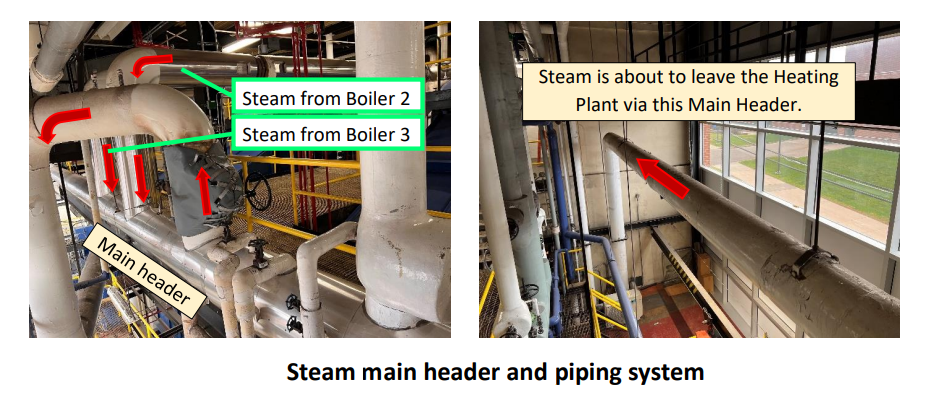 Steam from Boiler 2
Steam from Boiler 3
Main header
Steam is about to leave the Heating
Plant via this Main Header.
Steam main header and piping system